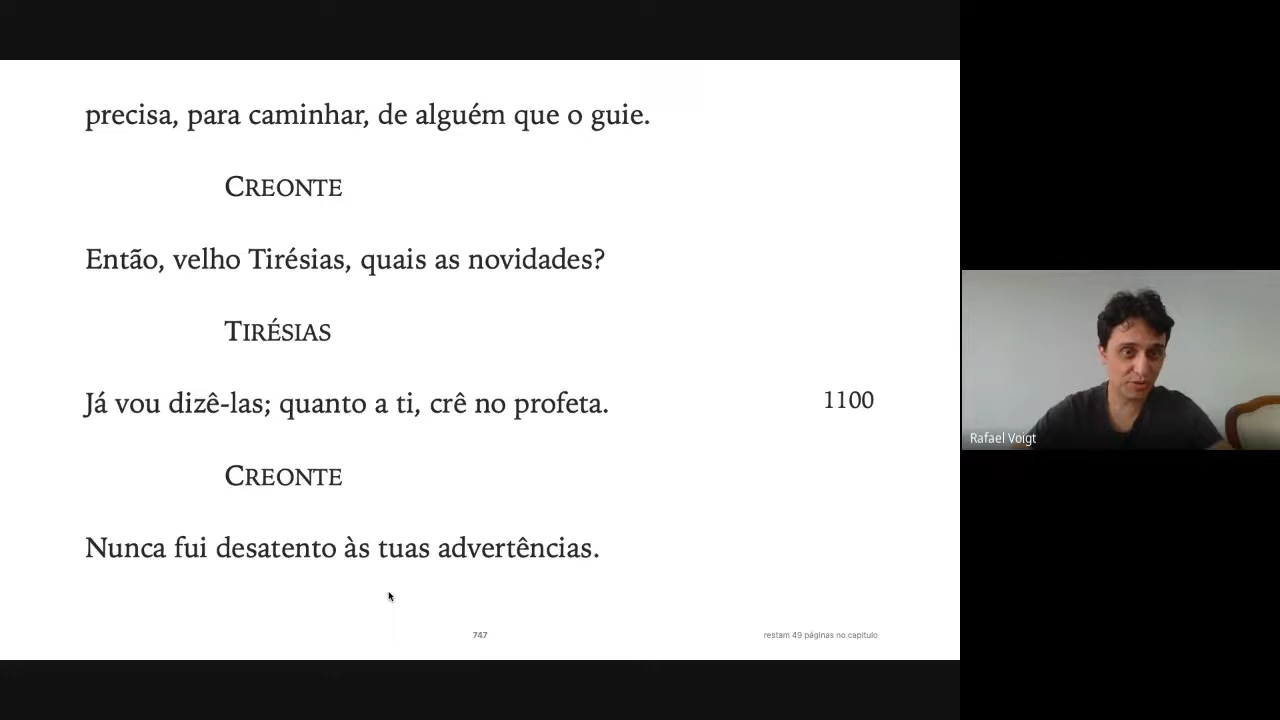 precisa, para caminhar, de alguém que o guie.
CREONTE
Então, velho Tirésias, quais as novidades?
TIRÉSIAS
Já vou dizê-las; quanto a ti, crê no profeta. 1100
CREONTE
Nunca fui desatento às tuas advertências.
747 restam 49 páginas no capítulo
Rafael Voigt